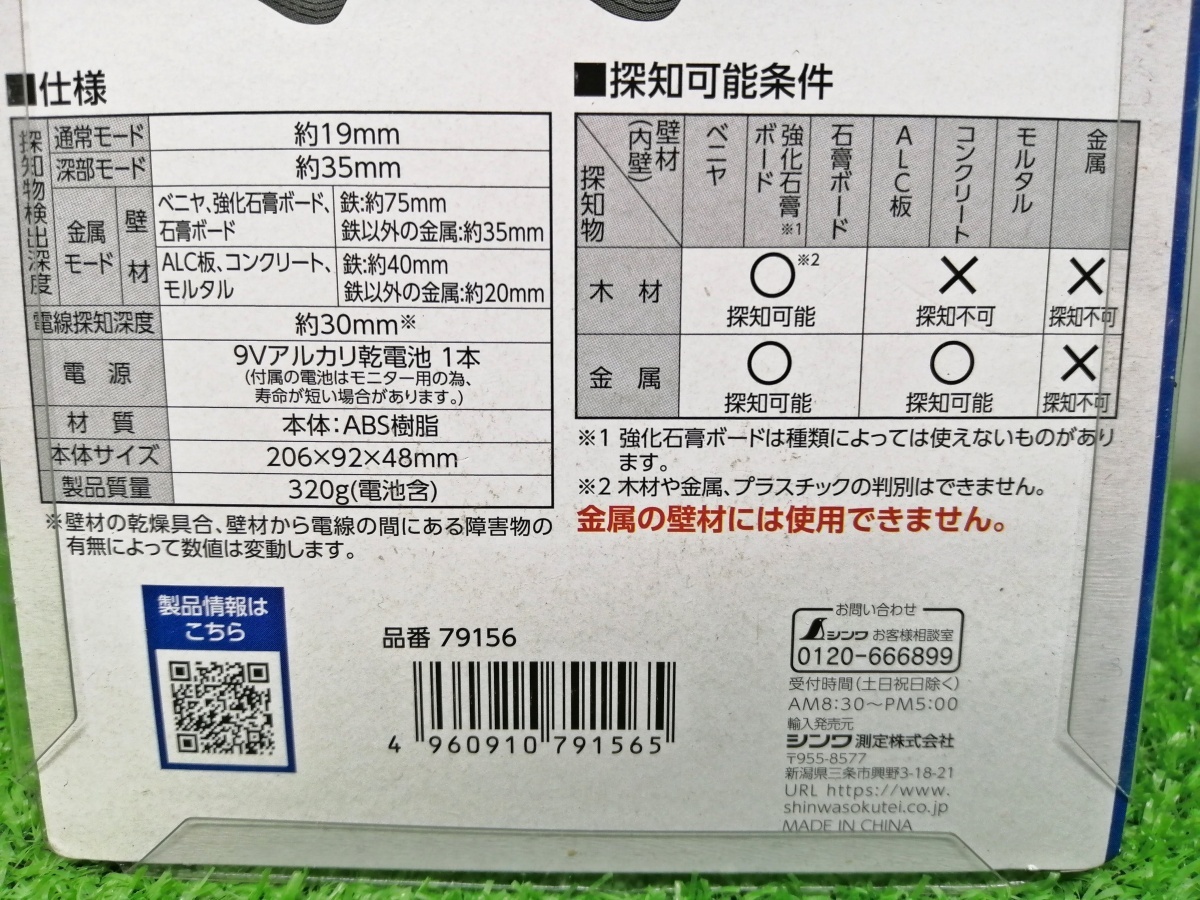 ■仕様
探知物検出深度
通常モード 約19mm
深部モード 約35mm
金属モード
壁材
ベニヤ、強化石膏ボード、
石膏ボード
鉄:約75mm
鉄以外の金属:約35mm
ALC板、コンクリート、
モルタル
鉄:約40mm
鉄以外の金属:約20mm
電線探知深度 約30mm※
電源 9Vアルカリ乾電池 1本
(付属の電池はモニター用の為、
寿命が短い場合があります。)
材質 本体:ABS樹脂
本体サイズ 206×92×48mm
製品質量 320g(電池含)
※壁材の乾燥具合、壁材から電線の間にある障害物の
有無によって数値は変動します。
■探知可能条件
壁材(内壁)
探知物
ベニヤ
強化石膏ボード※1
石膏ボード
ALC板
コンクリート
モルタル
金属
木材 ○※2 × ×
探知可能 探知不可 探知不可
金属 ○ ○ ×
探知可能 探知可能 探知不可
※1 強化石膏ボードは種類によっては使えないものがあり
ます。
※2 木材や金属、プラスチックの判別はできません。
金属の壁材には使用できません。
製品情報は
こちら
品番 79156
4 960910 791565
お問い合わせ
シンワ お客様相談室
0120-666899
受付時間(土日祝日除く)
AM8:30〜PM5:00
輸入発売元
シンワ測定株式会社
〒955-8577
新潟県三条市興野3-18-21
URL https://www.
shinwasokutei.co.jp
MADE IN CHINA